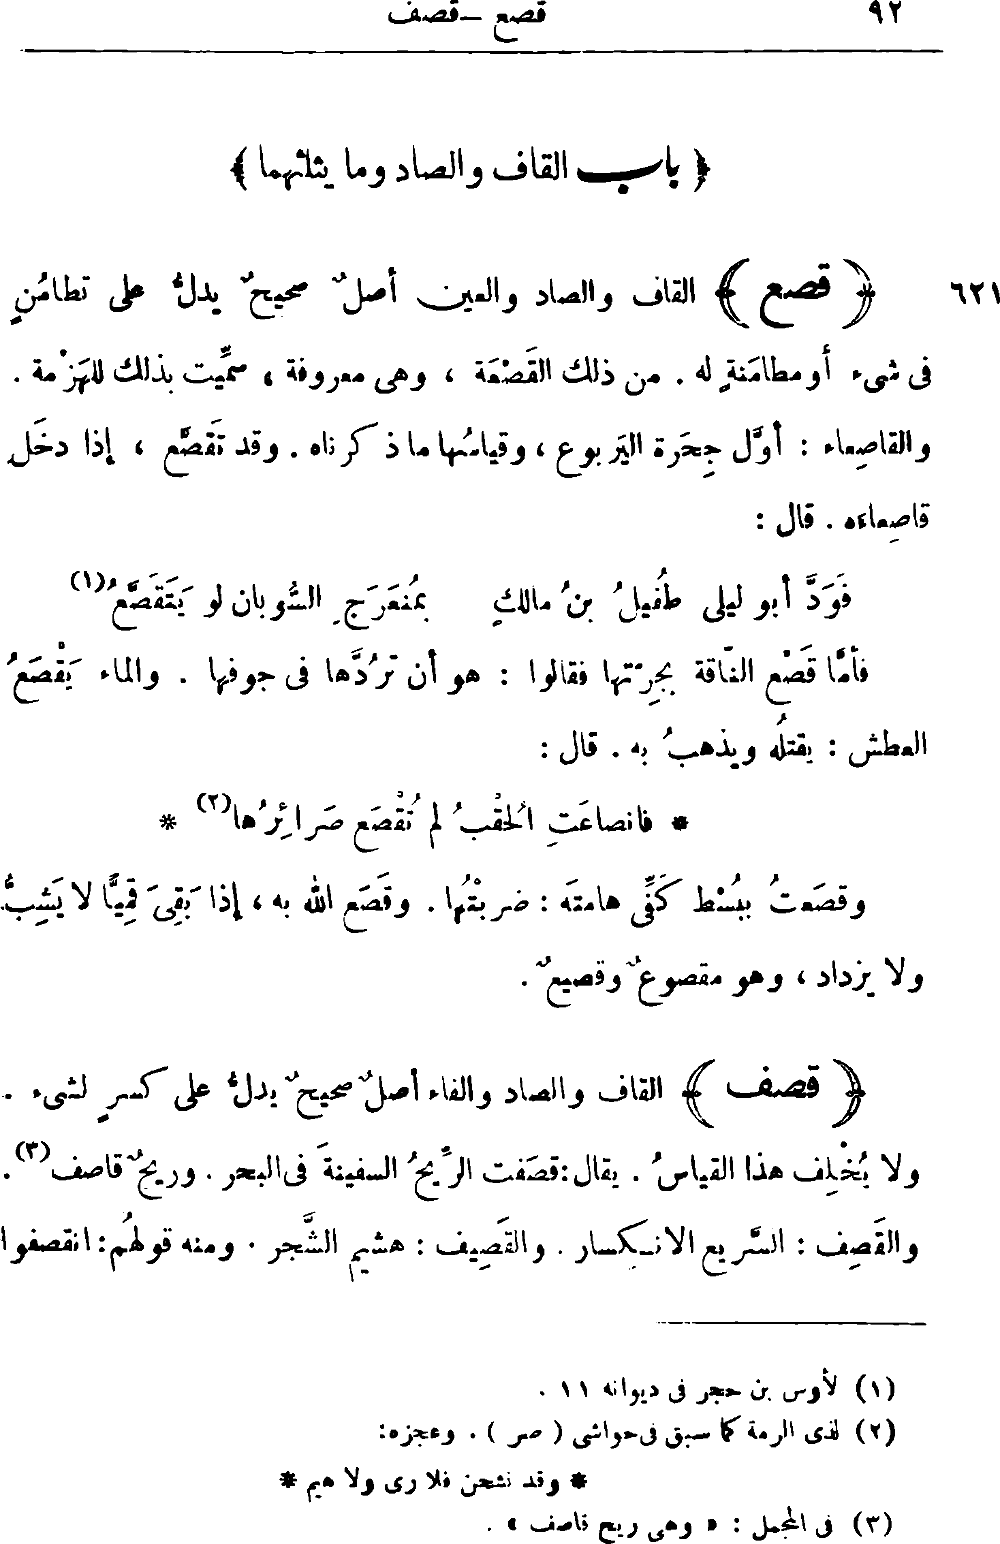 ٩٢ قصع – قصف
﴿ باب القاف والصاد وما يثلثهما ﴾
٦٢١ ﴿ قصع ﴾ القاف والصاد والعين أصلٌ صحيحٌ يدلُّ على تطامُنٍ
فى شىء أو مطامَنةٍ له . من ذلك القَصْعَة ، وهى معروفة ، سمِّيت بذلك للهَزْمة .
والقاصِعاء : أوَّل جِحَرة اليَربوع ، وقياسُها ما ذكرناه . وقد تَقَصَّع ، إذا دخَل
قاصِعاءه . قال :
فَوَدَّ أبو ليلى طُفيلُ بنُ مالكٍ بمُنعَرَجِ السُّوبان لو يَتَقَصَّعُ(١)
فأمَّا قَصْع النّاقة بجِرّتها فقالوا : هو أن تَرُدَّها فى جوفها . والماء يَقْصَعُ
العطش : يقتلُه ويذهبُ به . قال :
* فانصاعَتِ الحُقْبُ لم تُقْصَع صَرائِرُها(٢) *
وقصَعتُ ببُسْط كَفِّى هامتَه : ضربْتُها . وقَصَع الله به ، إذا بَقِىَ قَمِيًّا لا يَشِبُّ
ولا يزداد ، وهو مقصوعٌ وقصيعٌ .
﴿ قصف ﴾ القاف والصاد والفاء أصلٌ صحيحٌ يدلُّ على كسرٍ لشىء .
ولا يُخْلِف هذا القياسُ . يقال : قصَفت الرِّيحُ السفينةَ فى البحر . وريحٌ قاصف(٣) .
والقَصِف : السَّريع الانكسار . والقَصِيف : هشيم الشَّجر . ومنه قولهُم : انقصفوا
(١) لأوس بن حجر فى ديوانه ١١ .
(٢) لذى الرمة كما سبق فى حواشى ( صر ) . وعجزه :
* وقد نشحن فلا رى ولا هيم *
(٣) فى المجمل : « وهى ريح قاصف » .